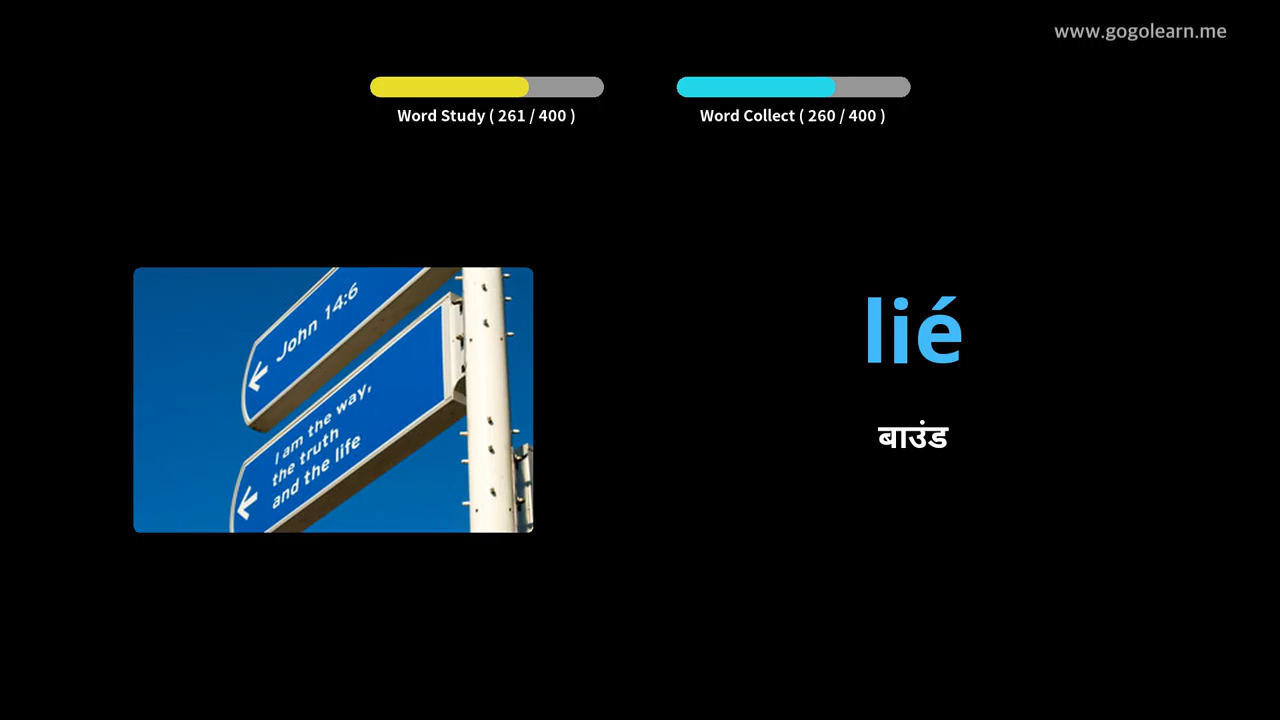 www.gogolearn.me
Word Study ( 261 / 400 )
Word Collect ( 260 / 400 )
John 14:6
I am the way,
the truth
and the life
lié
बाउंड